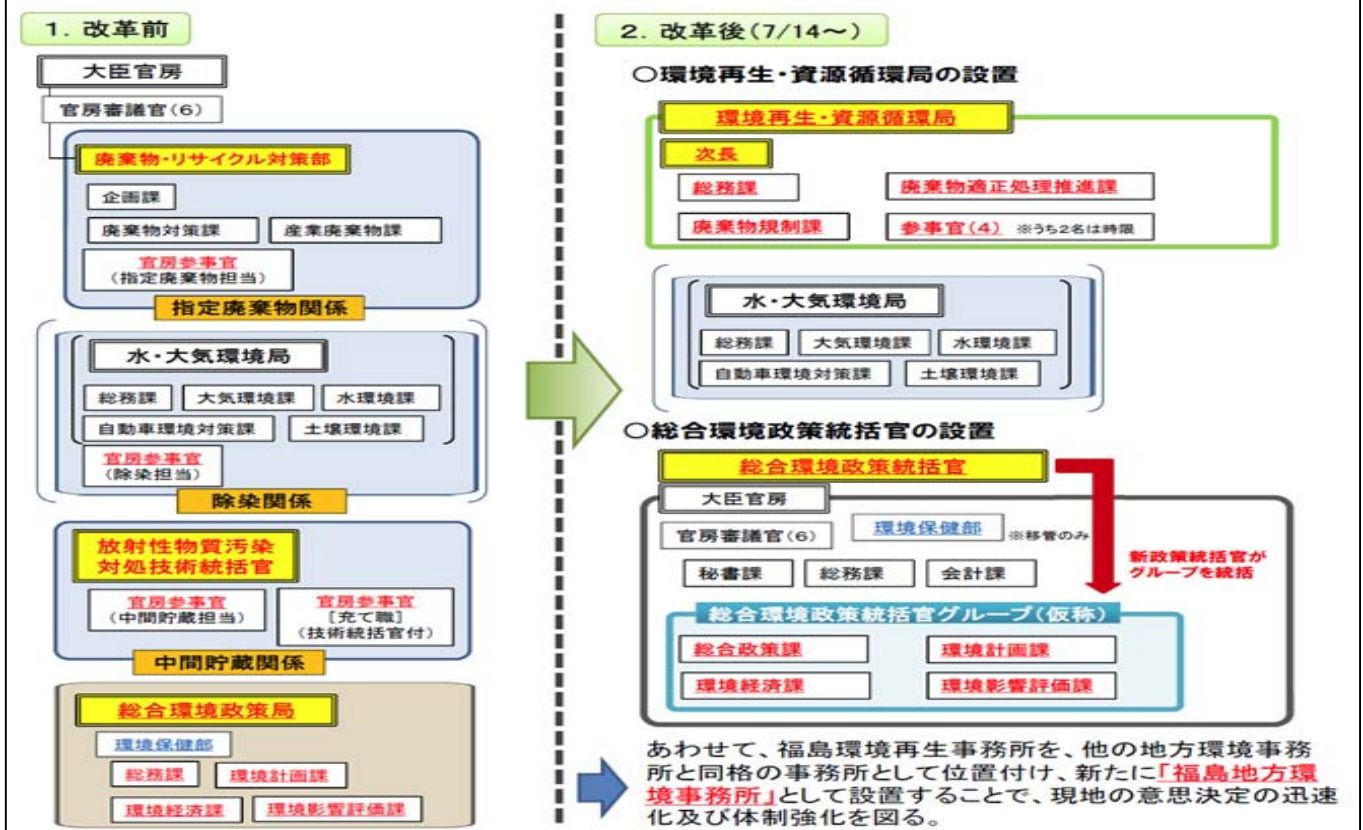 1. 改革前
大臣官房
官房審議官(6)
廃棄物・リサイクル対策部
企画課
廃棄物対策課
産業廃棄物課
官房参事官
(指定廃棄物担当)
指定廃棄物関係
水・大気環境局
総務課
大気環境課
水環境課
自動車環境対策課
土壌環境課
官房参事官
(除染担当)
除染関係
放射性物質汚染
対処技術統括官
官房参事官
(中間貯蔵担当)
官房参事官
[充て職]
(技術統括官付)
中間貯蔵関係
総合環境政策局
環境保健部
総務課
環境計画課
環境経済課
環境影響評価課
2. 改革後(7/14～)
○環境再生・資源循環局の設置
環境再生・資源循環局
次長
総務課
廃棄物適正処理推進課
廃棄物規制課
参事官(4) ※うち2名は時限
水・大気環境局
総務課
大気環境課
水環境課
自動車環境対策課
土壌環境課
○総合環境政策統括官の設置
総合環境政策統括官
大臣官房
官房審議官(6)
環境保健部
※移管のみ
秘書課
総務課
会計課
新政策統括官が
グループを統括
総合環境政策統括官グループ(仮称)
総合政策課
環境計画課
環境経済課
環境影響評価課
あわせて、福島環境再生事務所を、他の地方環境事務
所と同格の事務所として位置付け、新たに「福島地方環
境事務所」として設置することで、現地の意思決定の迅速
化及び体制強化を図る。